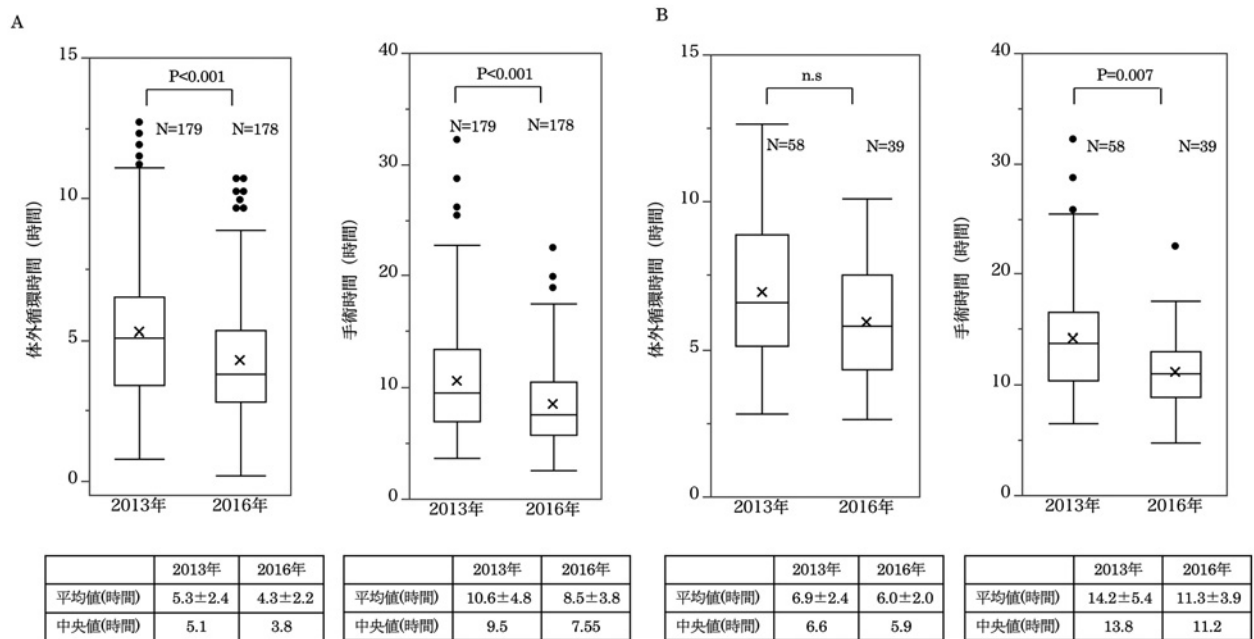 A
15
10
5
0
体外循環時間 (時間)
P<0.001
N=179
N=178
2013年
2016年
40
30
20
10
0
手術時間 (時間)
P<0.001
N=179
N=178
2013年
2016年
B
15
10
5
0
体外循環時間 (時間)
n.s
N=58
N=39
2013年
2016年
40
30
20
10
0
手術時間 (時間)
P=0.007
N=58
N=39
2013年
2016年
2013年 2016年
平均値(時間) 5.3±2.4 4.3±2.2
中央値(時間) 5.1 3.8
2013年 2016年
平均値(時間) 10.6±4.8 8.5±3.8
中央値(時間) 9.5 7.55
2013年 2016年
平均値(時間) 6.9±2.4 6.0±2.0
中央値(時間) 6.6 5.9
2013年 2016年
平均値(時間) 14.2±5.4 11.3±3.9
中央値(時間) 13.8 11.2